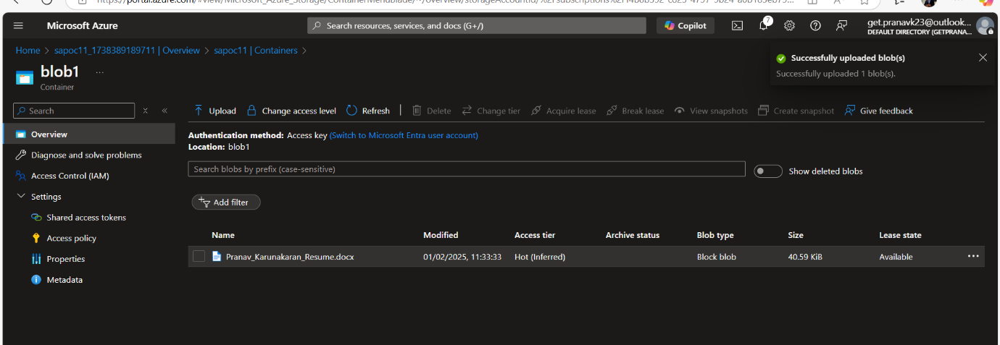 Microsoft Azure
Search resources, services, and docs (G+/)
Copilot
7
get.pranavk23@outlook...
DEFAULT DIRECTORY (GETPRANA...
Home > sapoc11_1738389189711 | Overview > sapoc11 | Containers >
blob1 ...
Container
Successfully uploaded blob(s)
Successfully uploaded 1 blob(s).
Search
Upload Change access level Refresh Delete Change tier Acquire lease Break lease View snapshots Create snapshot Give feedback
Overview
Diagnose and solve problems
Access Control (IAM)
Settings
Shared access tokens
Access policy
Properties
Metadata
Authentication method: Access key (Switch to Microsoft Entra user account)
Location: blob1
Search blobs by prefix (case-sensitive)
Show deleted blobs
Add filter
Name Modified Access tier Archive status Blob type Size Lease state
Pranav_Karunakaran_Resume.docx 01/02/2025, 11:33:33 Hot (Inferred) Block blob 40.59 KiB Available ...